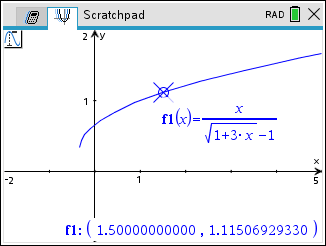 Scratchpad RAD
2 y
1
f1(x)=x/(√(1+3·x)-1)
x
-2 1 5
f1: ( 1.50000000000 , 1.11506929330 )